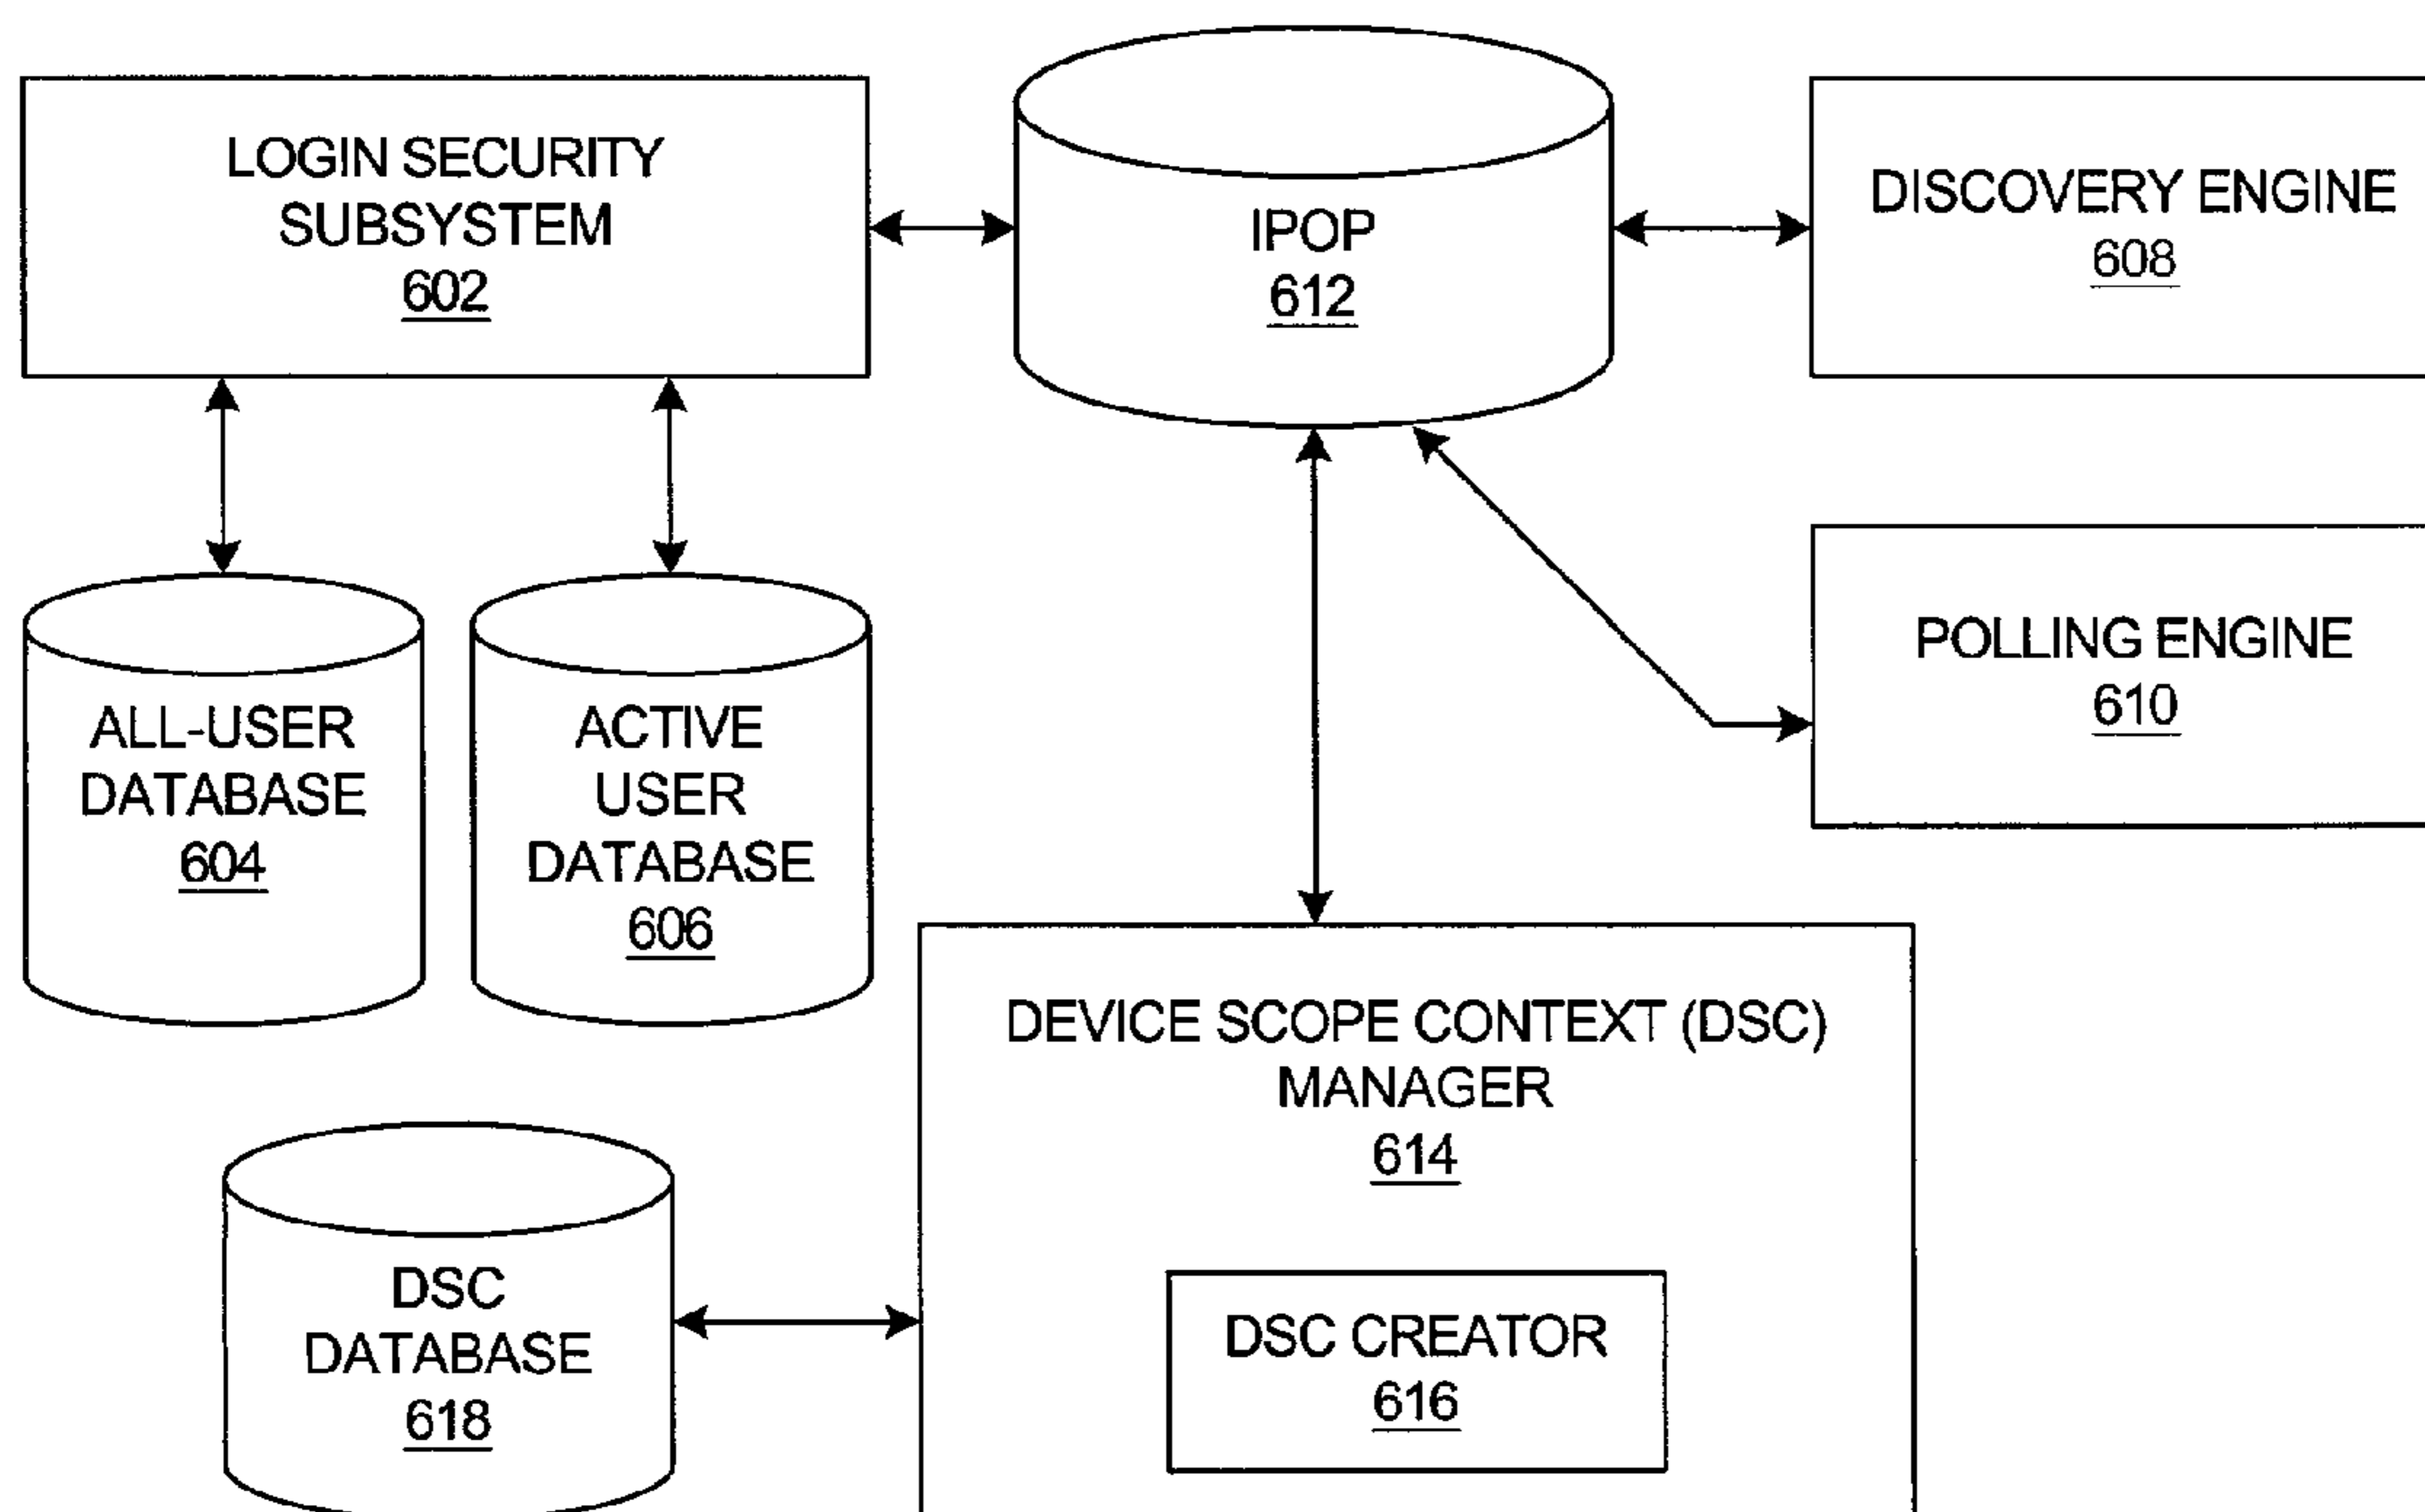 LOGIN SECURITY
SUBSYSTEM
602
IPOP
612
DISCOVERY ENGINE
608
POLLING ENGINE
610
ALL-USER
DATABASE
604
ACTIVE
USER
DATABASE
606
DEVICE SCOPE CONTEXT (DSC)
MANAGER
614
DSC CREATOR
616
DSC
DATABASE
618